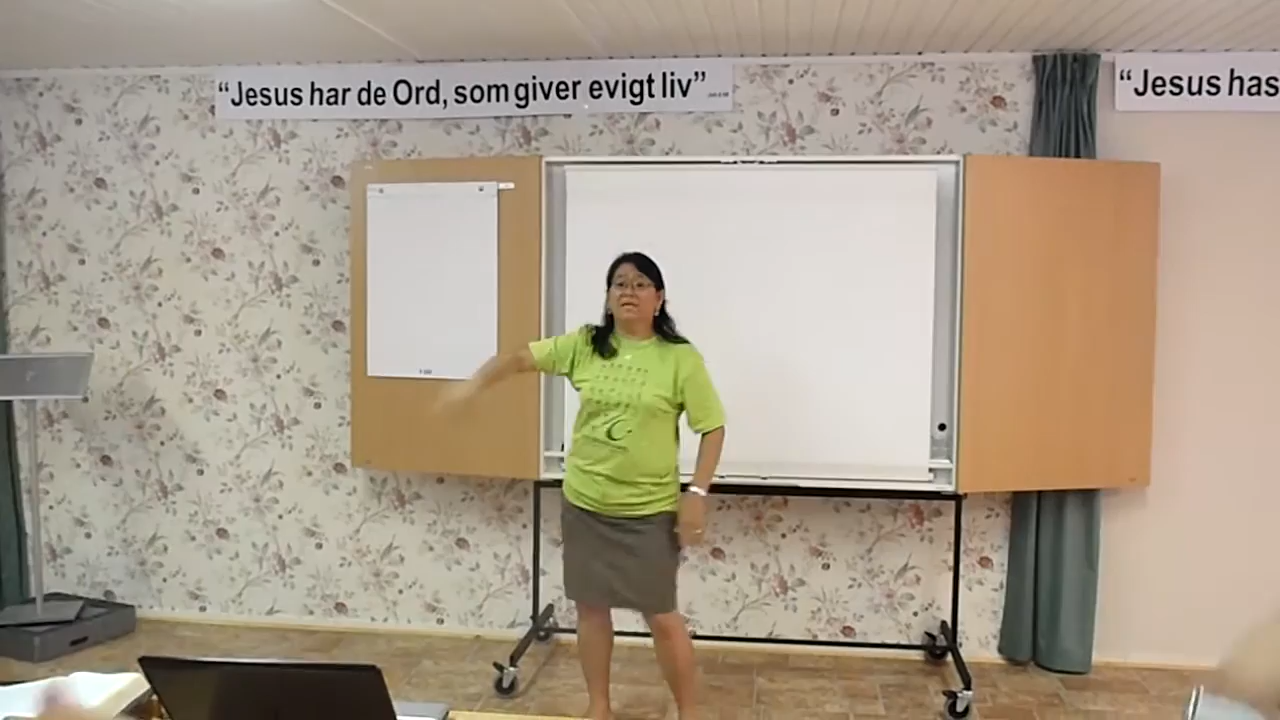 “Jesus har de Ord, som giver evigt liv”
“Jesus has